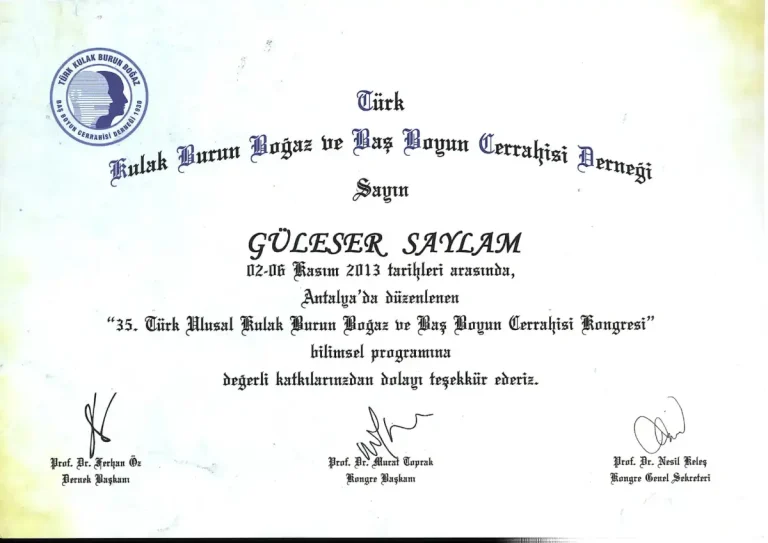 TÜRK KULAK BURUN BOĞAZ
BAŞ BOYUN CERRAHİSİ DERNEĞİ 1930
Türk
Kulak Burun Boğaz ve Baş Boyun Cerrahisi Derneği
Sayın
GÜLESER SAYLAM
02-06 Kasım 2013 tarihleri arasında,
Antalya'da düzenlenen
"35. Türk Ulusal Kulak Burun Boğaz ve Baş Boyun Cerrahisi Kongresi"
bilimsel programına
değerli katkılarınızdan dolayı teşekkür ederiz.
Prof. Dr. Ferhan Öz
Dernek Başkanı
Prof. Dr. Murat Toprak
Kongre Başkanı
Prof. Dr. Nesil Keleş
Kongre Genel Sekreteri